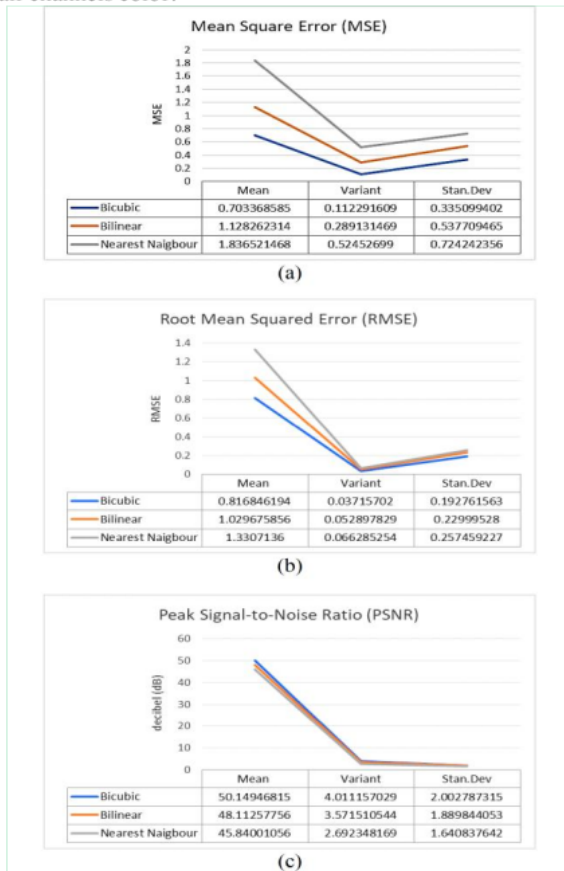 Mean Square Error (MSE)
2
1.8
1.6
1.4
1.2
1
0.8
0.6
0.4
0.2
0
MSE
Mean Variant Stan.Dev
Bicubic 0.703368585 0.112291609 0.335099402
Bilinear 1.128262314 0.289131469 0.537709465
Nearest Naigbour 1.836521468 0.52452699 0.724242356
(a)
Root Mean Squared Error (RMSE)
1.4
1.2
1
0.8
0.6
0.4
0.2
0
RMSE
Mean Variant Stan.Dev
Bicubic 0.816846194 0.03715702 0.192761563
Bilinear 1.029675856 0.052897829 0.22999528
Nearest Naigbour 1.3307136 0.066285254 0.257459227
(b)
Peak Signal-to-Noise Ratio (PSNR)
60
50
40
30
20
10
0
decibel (dB)
Mean Variant Stan.Dev
Bicubic 50.14946815 4.011157029 2.002787315
Bilinear 48.11257756 3.571510544 1.889844053
Nearest Naigbour 45.84001056 2.692348169 1.640837642
(c)